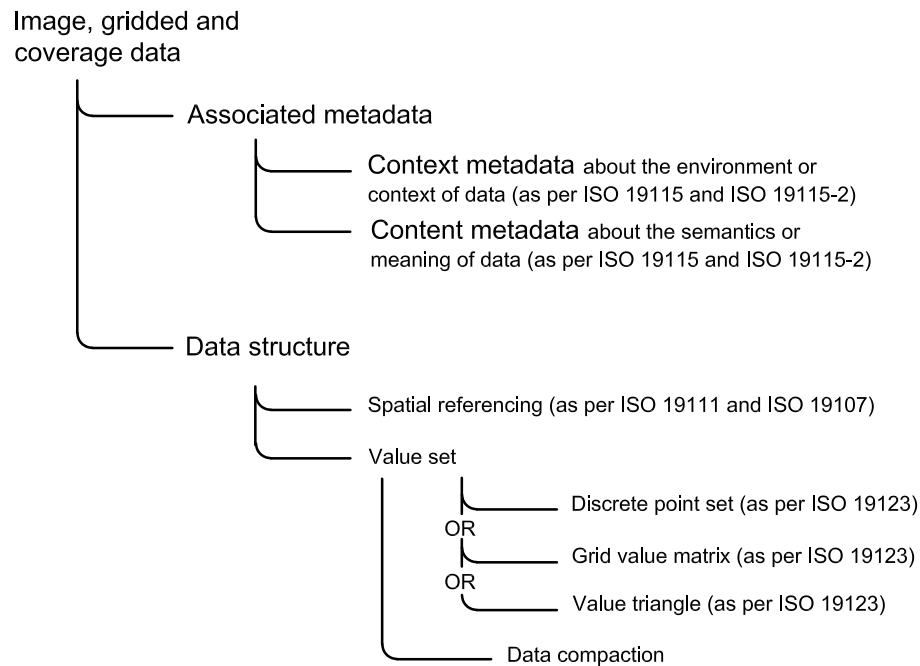 Image, gridded and
coverage data
Associated metadata
Context metadata about the environment or
context of data (as per ISO 19115 and ISO 19115-2)
Content metadata about the semantics or
meaning of data (as per ISO 19115 and ISO 19115-2)
Data structure
Spatial referencing (as per ISO 19111 and ISO 19107)
Value set
Discrete point set (as per ISO 19123)
OR
Grid value matrix (as per ISO 19123)
OR
Value triangle (as per ISO 19123)
Data compaction